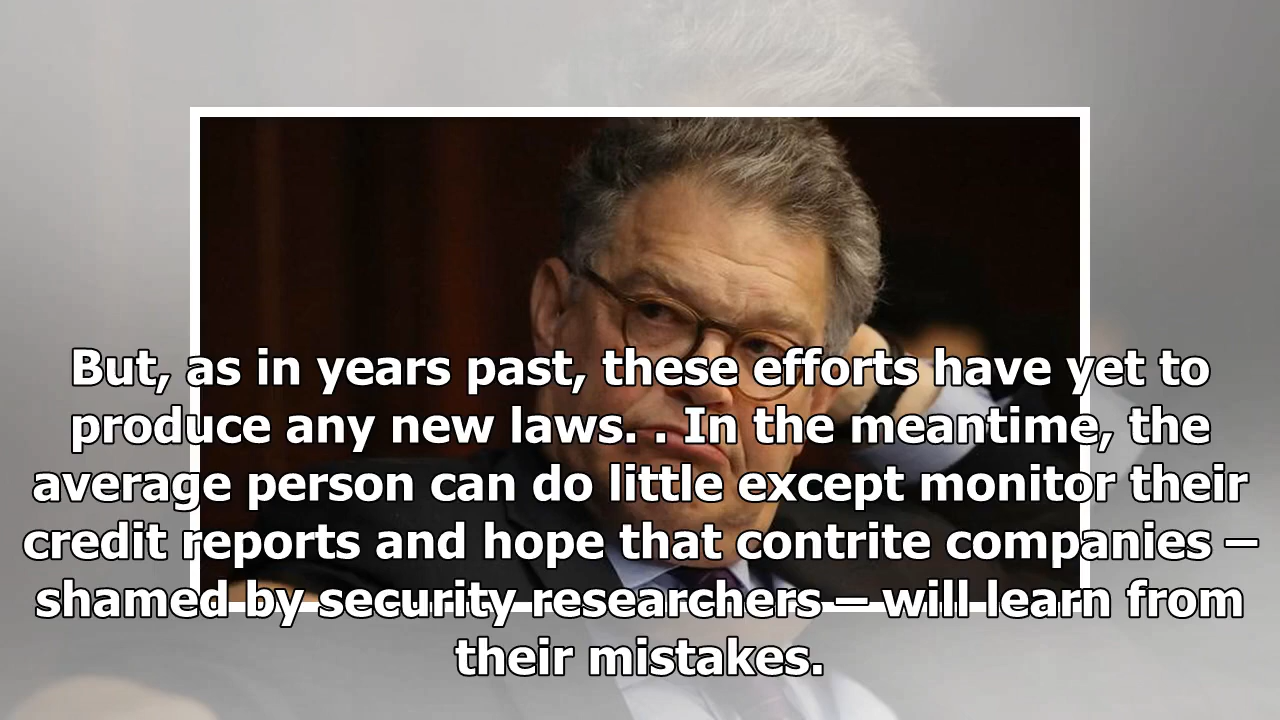 But, as in years past, these efforts have yet to
produce any new laws. . In the meantime, the
average person can do little except monitor their
credit reports and hope that contrite companies –
shamed by security researchers – will learn from
their mistakes.